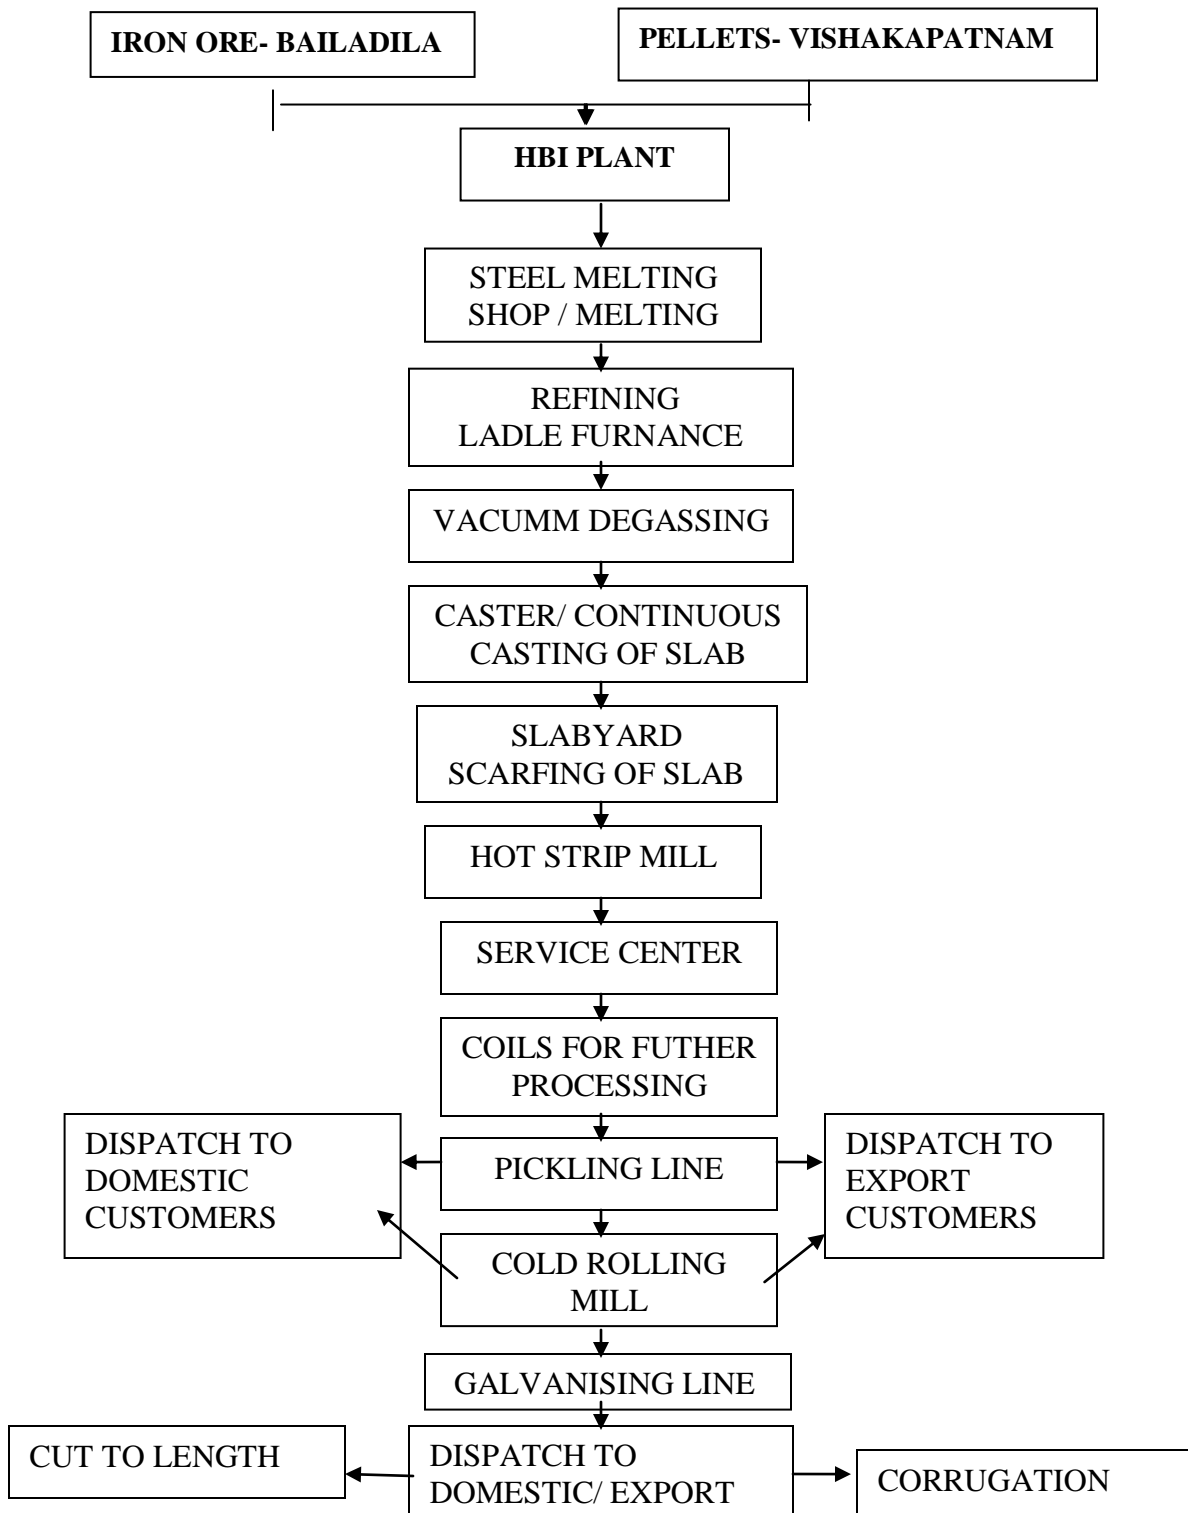 IRON ORE- BAILADILA
PELLETS- VISHAKAPATNAM
HBI PLANT
STEEL MELTING
SHOP / MELTING
REFINING
LADLE FURNANCE
VACUMM DEGASSING
CASTER/ CONTINUOUS
CASTING OF SLAB
SLABYARD
SCARFING OF SLAB
HOT STRIP MILL
SERVICE CENTER
COILS FOR FUTHER
PROCESSING
DISPATCH TO
DOMESTIC
CUSTOMERS
PICKLING LINE
DISPATCH TO
EXPORT
CUSTOMERS
COLD ROLLING
MILL
GALVANISING LINE
CUT TO LENGTH
DISPATCH TO
DOMESTIC/ EXPORT
CORRUGATION